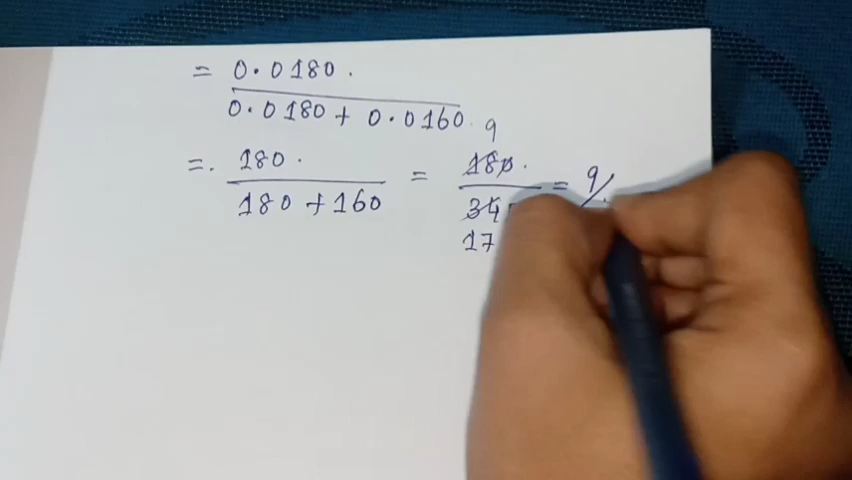 = 0.0180.
0.0180 + 0.0160.
9
=. 180. = 180. = 9/
180 + 160 34
17